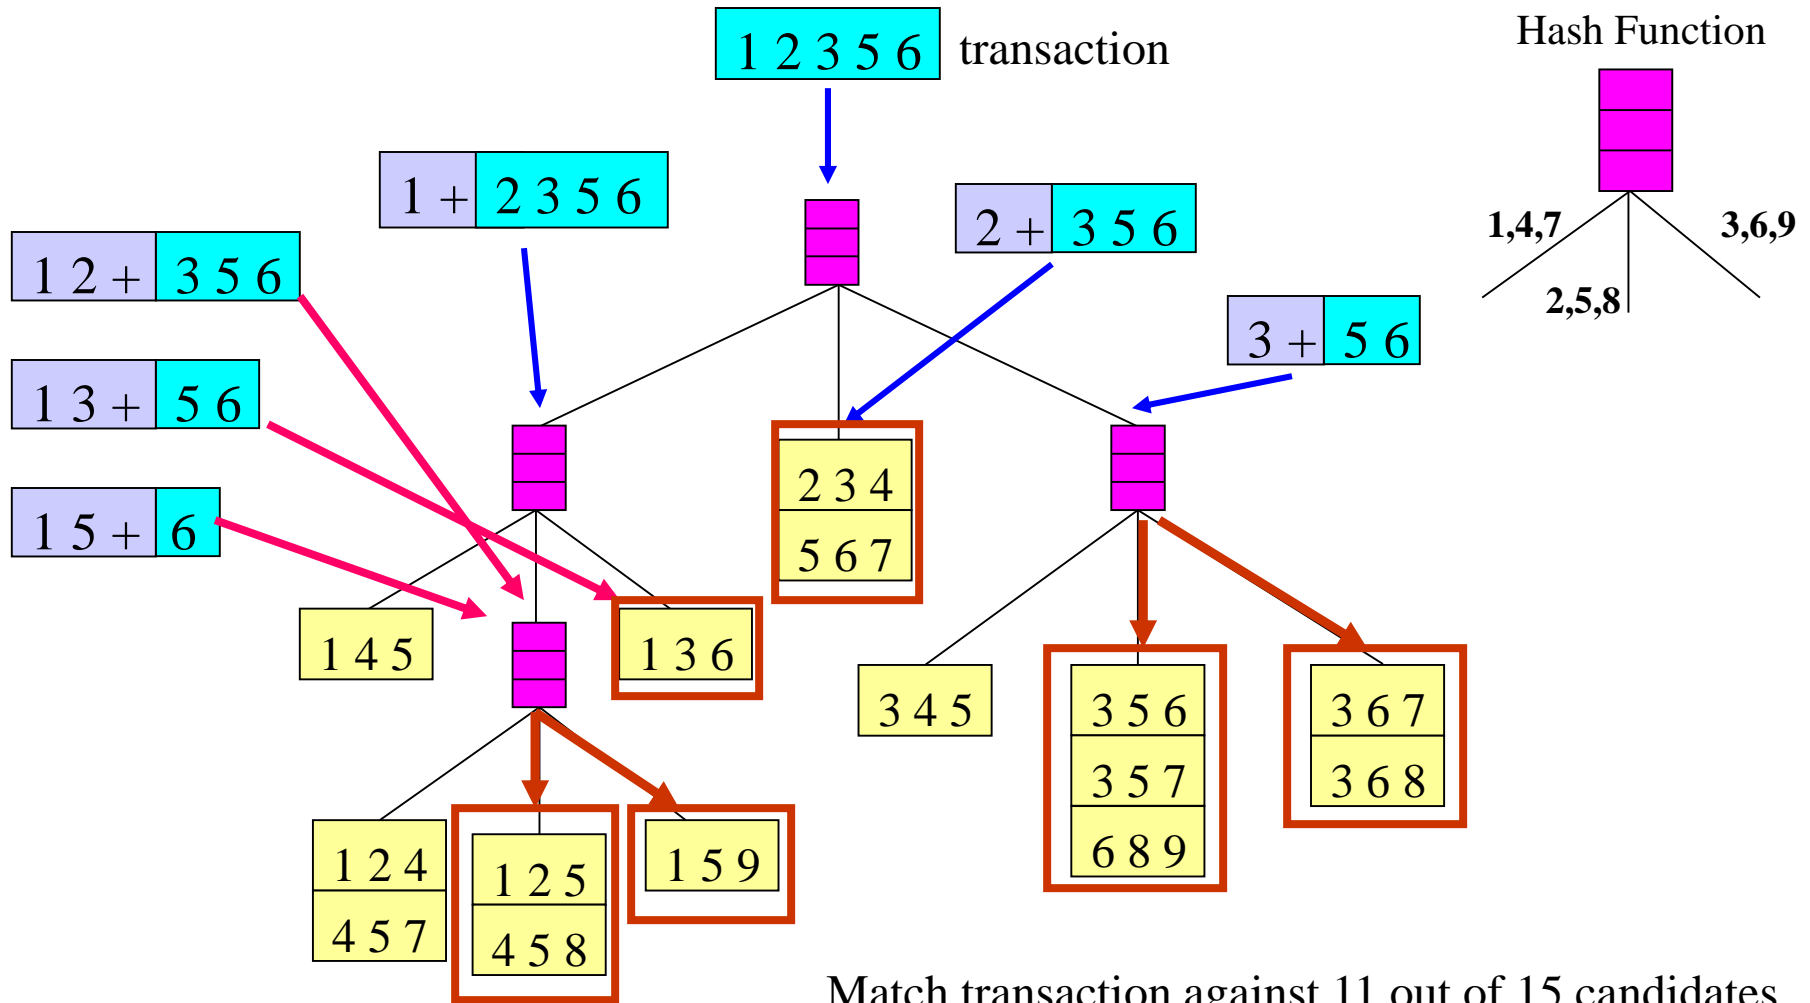 1 2 3 5 6 transaction
Hash Function
1 + 2 3 5 6
2 + 3 5 6
1,4,7
3,6,9
2,5,8
1 2 + 3 5 6
3 + 5 6
1 3 + 5 6
1 5 + 6
2 3 4
5 6 7
1 4 5
1 3 6
3 4 5
3 5 6
3 6 7
3 5 7
3 6 8
6 8 9
1 2 4
1 2 5
1 5 9
4 5 7
4 5 8
Match transaction against 11 out of 15 candidates